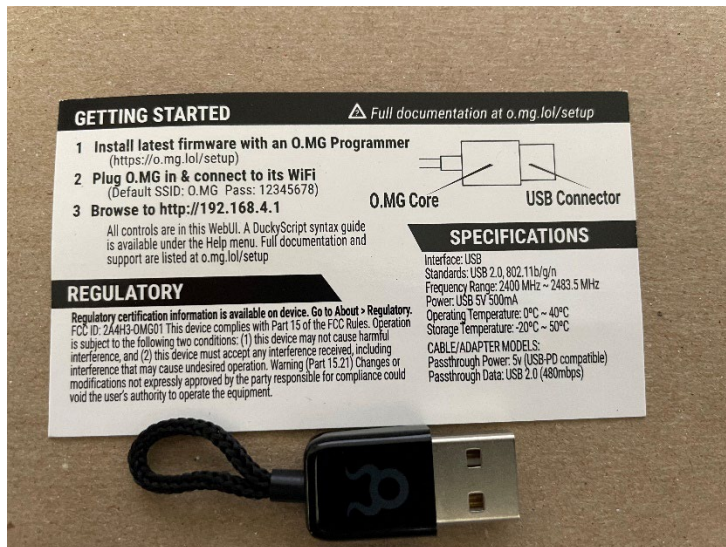 GETTING STARTED
Full documentation at o.mg.lol/setup
1 Install latest firmware with an O.MG Programmer
(https://o.mg.lol/setup)
2 Plug O.MG in & connect to its WiFi
(Default SSID: O.MG Pass: 12345678)
3 Browse to http://192.168.4.1
All controls are in this WebUI. A DuckyScript syntax guide
is available under the Help menu. Full documentation and
support are listed at o.mg.lol/setup
O.MG Core
USB Connector
REGULATORY
Regulatory certification information is available on device. Go to About > Regulatory.
FCC ID: 2A4H3-OMG01 This device complies with Part 15 of the FCC Rules. Operation
is subject to the following two conditions: (1) this device may not cause harmful
interference, and (2) this device must accept any interference received, including
interference that may cause undesired operation. Warning (Part 15.21) Changes or
modifications not expressly approved by the party responsible for compliance could
void the user's authority to operate the equipment.
SPECIFICATIONS
Interface: USB
Standards: USB 2.0, 802.11b/g/n
Frequency Range: 2400 MHz ~ 2483.5 MHz
Power: USB 5V 500mA
Operating Temperature: 0ºC ~ 40ºC
Storage Temperature: -20ºC ~ 50ºC
CABLE/ADAPTER MODELS:
Passthrough Power: 5v (USB-PD compatible)
Passthrough Data: USB 2.0 (480mbps)